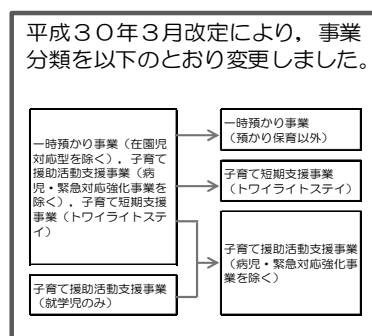 平成３０年３月改定により，事業
分類を以下のとおり変更しました。
一時預かり事業（在園児
対応型を除く），子育て
援助活動支援事業（病
児・緊急対応強化事業を
除く），子育て短期支援
事業（トワイライトステ
イ）
子育て援助活動支援事業
（就学児のみ）
一時預かり事業
（預かり保育以外）
子育て短期支援事業
（トワイライトステイ）
子育て援助活動支援事業
（病児・緊急対応強化事
業を除く）